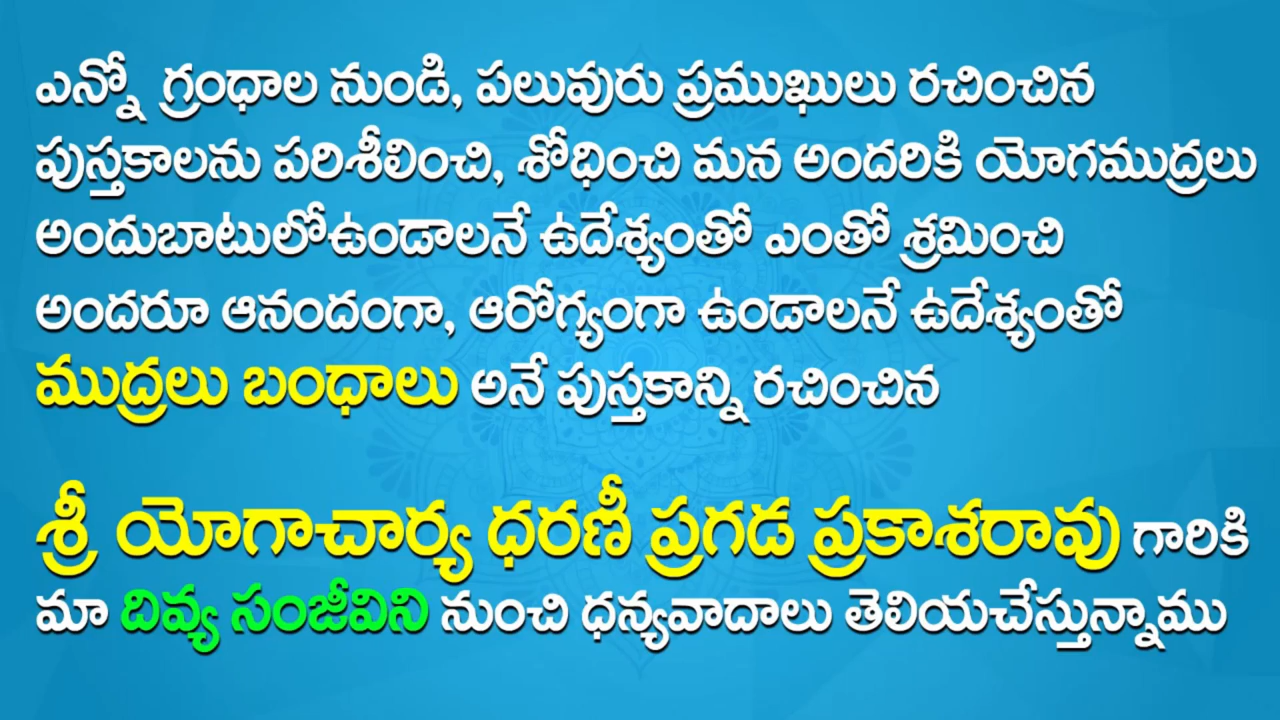 ఎన్నో గ్రంధాల నుండి, పలువురు ప్రముఖులు రచించిన
పుస్తకాలను పరిశీలించి, శోధించి మన అందరికి యోగముద్రలు
అందుబాటులోఉండాలనే ఉదేశ్యంతో ఎంతో శ్రమించి
అందరూ ఆనందంగా, ఆరోగ్యంగా ఉండాలనే ఉదేశ్యంతో
ముద్రలు బంధాలు అనే పుస్తకాన్ని రచించిన
శ్రీ యోగాచార్య ధరణీ ప్రగడ ప్రకాశరావు గారికి
మా దివ్య సంజీవిని నుంచి ధన్యవాదాలు తెలియచేస్తున్నాము